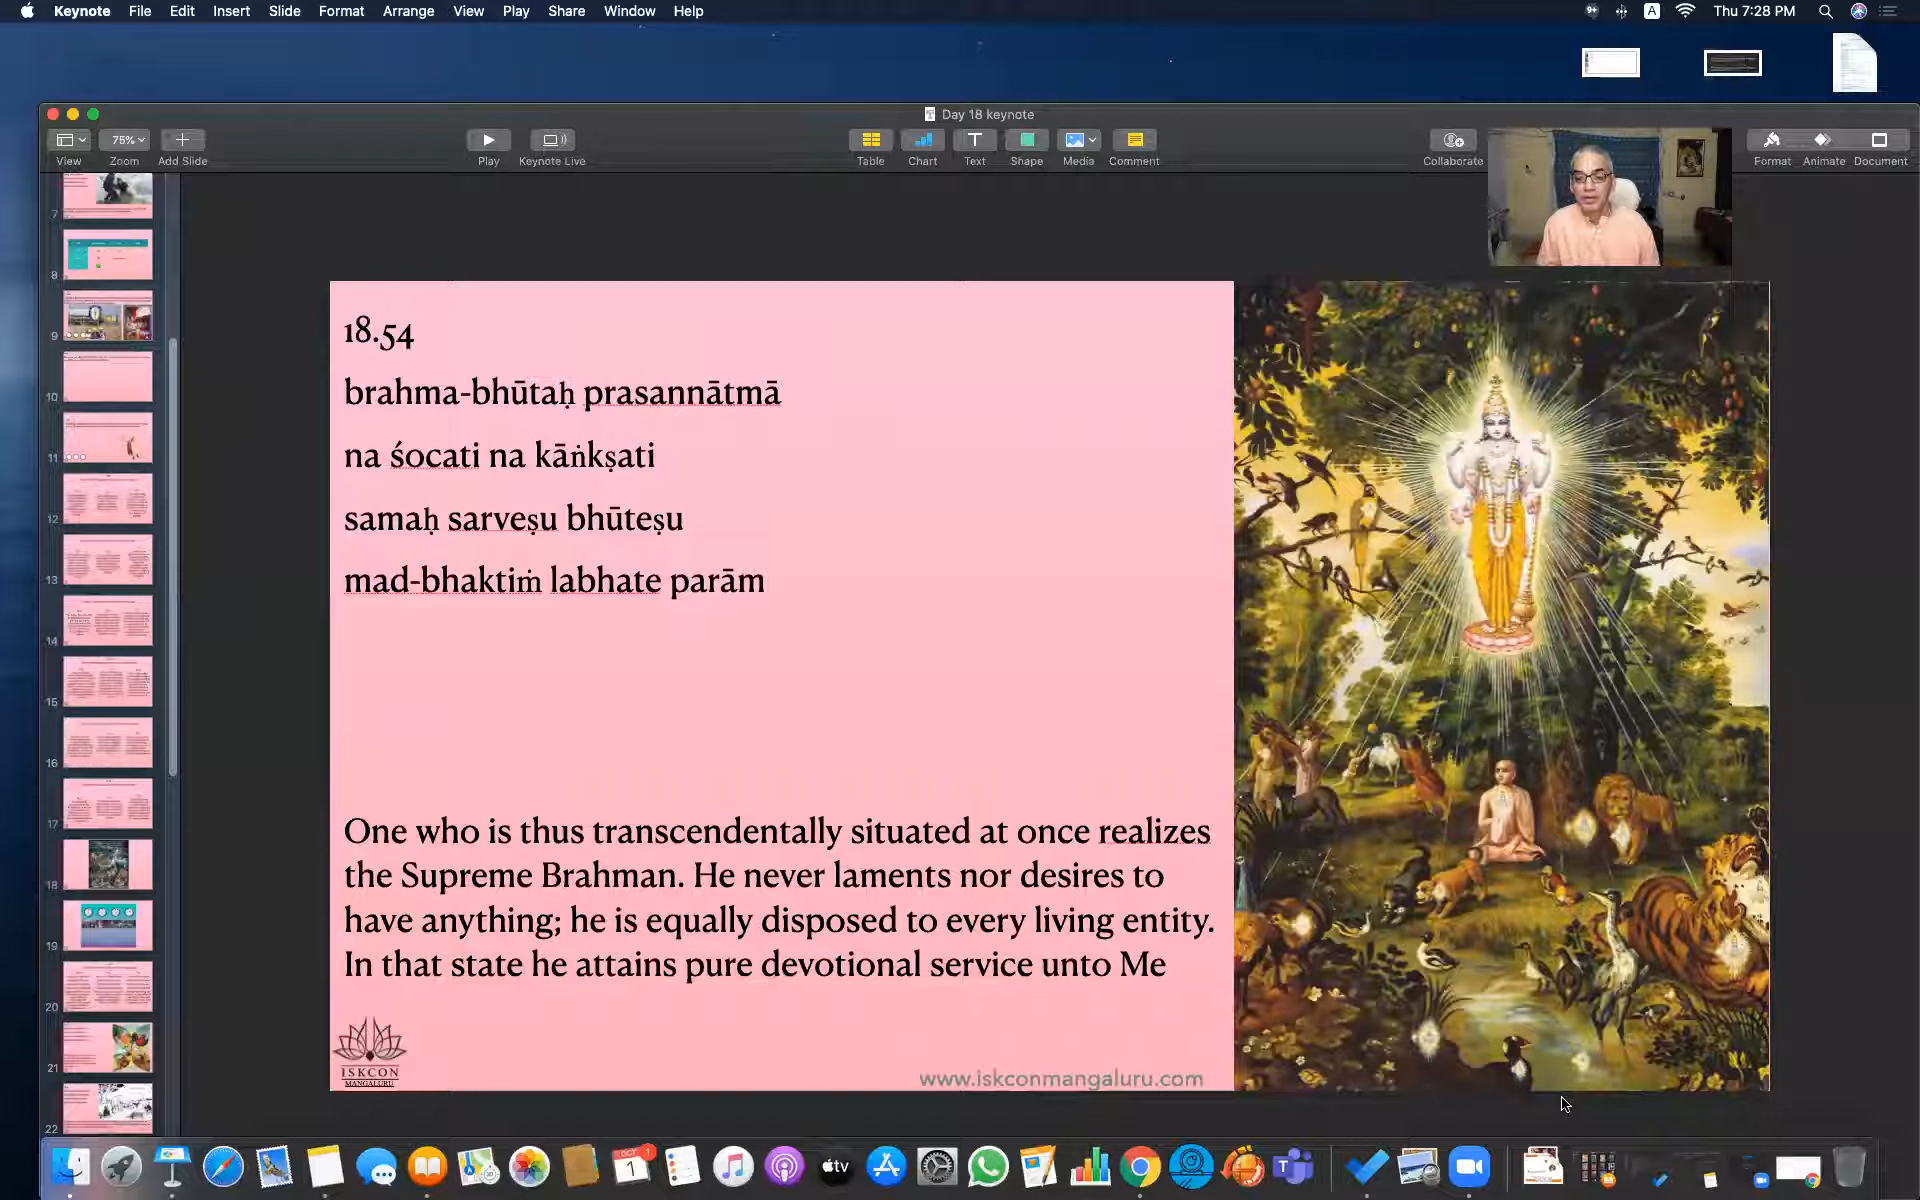 Keynote File Edit Insert Slide Format Arrange View Play Share Window Help
9+ A Thu 7:28 PM
Day 18 keynote
75%
View Zoom Add Slide Play Keynote Live Table Chart Text Shape Media Comment Collaborate Format Animate Document
7
8
9
10
11
12
13
14
15
16
17
18
19
20
21
22
18.54
brahma-bhūtaḥ prasannātmā
na śocati na kāṅkṣati
samaḥ sarveṣu bhūteṣu
mad-bhaktiṁ labhate parām
One who is thus transcendentally situated at once realizes
the Supreme Brahman. He never laments nor desires to
have anything; he is equally disposed to every living entity.
In that state he attains pure devotional service unto Me
ISKCON
MANGALURU
www.iskconmangaluru.com
OCT 1
1
tv
T